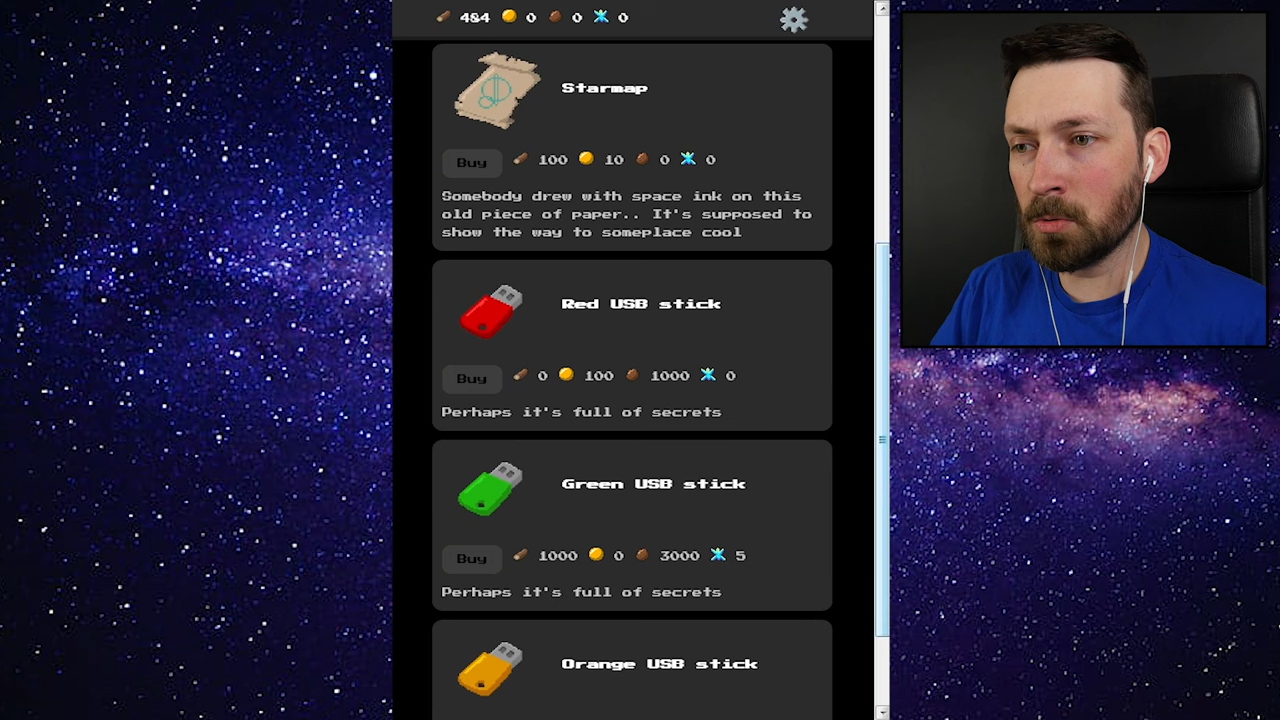 484 0 0 0
Starmap
Buy 100 10 0 0
Somebody drew with space ink on this
old piece of paper.. It's supposed to
show the way to someplace cool
Red USB stick
Buy 0 100 1000 0
Perhaps it's full of secrets
Green USB stick
Buy 1000 0 3000 5
Perhaps it's full of secrets
Orange USB stick